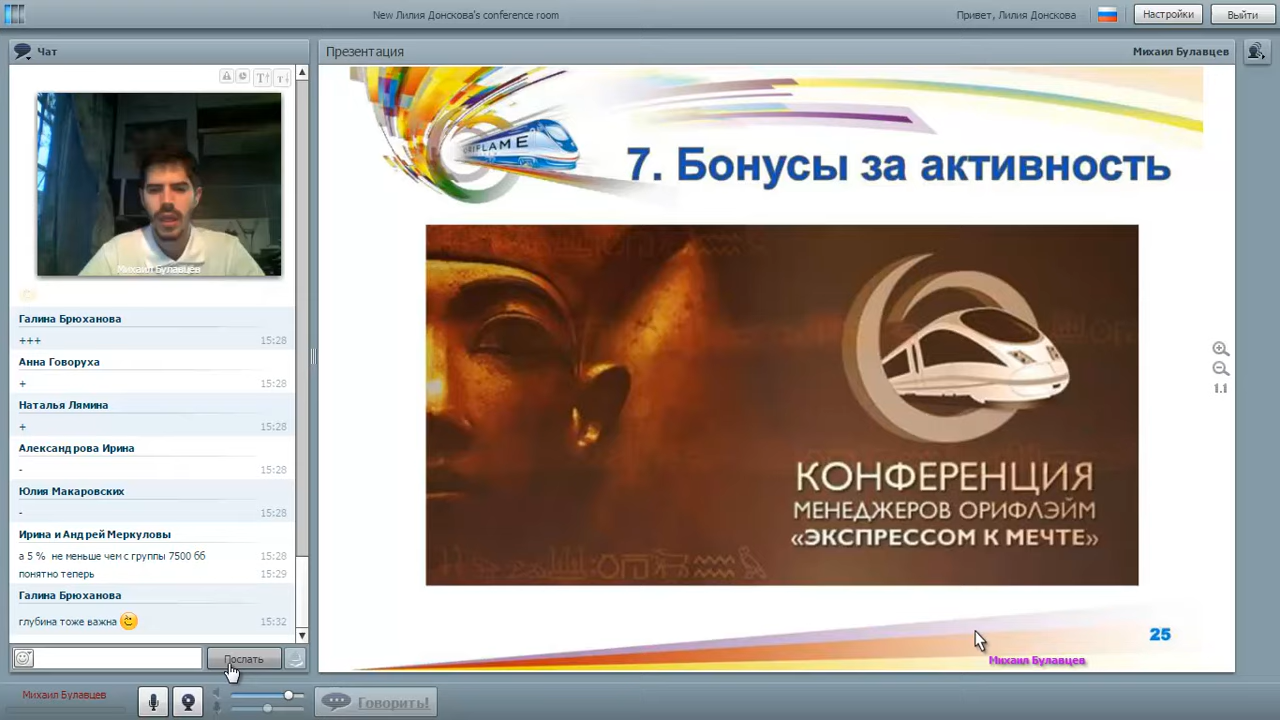 New Лилия Донскова's conference room
Привет, Лилия Донскова
Настройки
Выйти
Чат
Презентация
Михаил Булавцев
Михаил Булавцев
Галина Брюханова
+++ 15:28
Анна Говоруха
+ 15:28
Наталья Лямина
+ 15:28
Александрова Ирина
- 15:28
Юлия Макаровских
- 15:28
Ирина и Андрей Меркуловы
а 5 % не меньше чем с группы 7500 бб 15:28
понятно теперь 15:29
Галина Брюханова
глубина тоже важна 15:32
Послать
Михаил Булавцев
Говорить!
ORIFLAME
7. Бонусы за активность
КОНФЕРЕНЦИЯ
МЕНЕДЖЕРОВ ОРИФЛЭЙМ
«ЭКСПРЕССОМ К МЕЧТЕ»
25
Михаил Булавцев
1.1